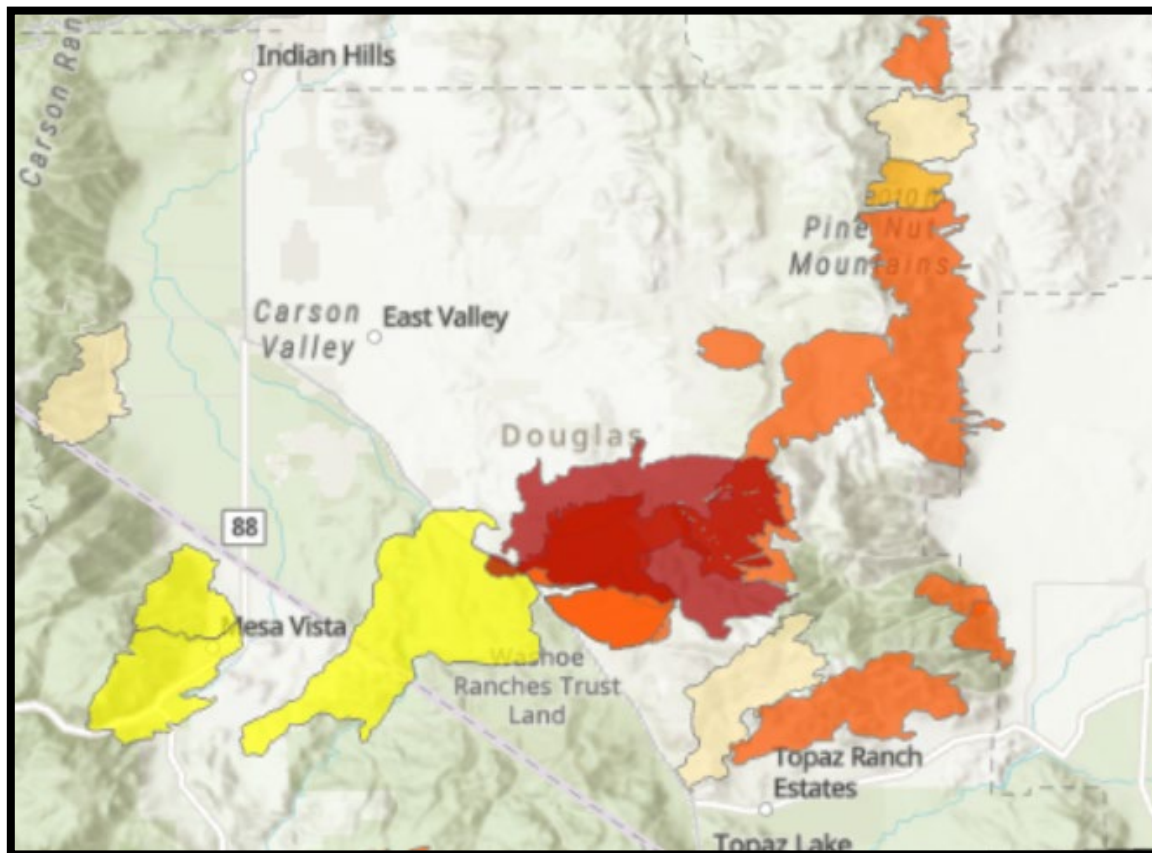 Carson Ran
Indian Hills
Pine Nut
Mountains
Carson
Valley
East Valley
Douglas
88
Mesa Vista
Washoe
Ranches Trust
Land
Topaz Ranch
Estates
Topaz Lake